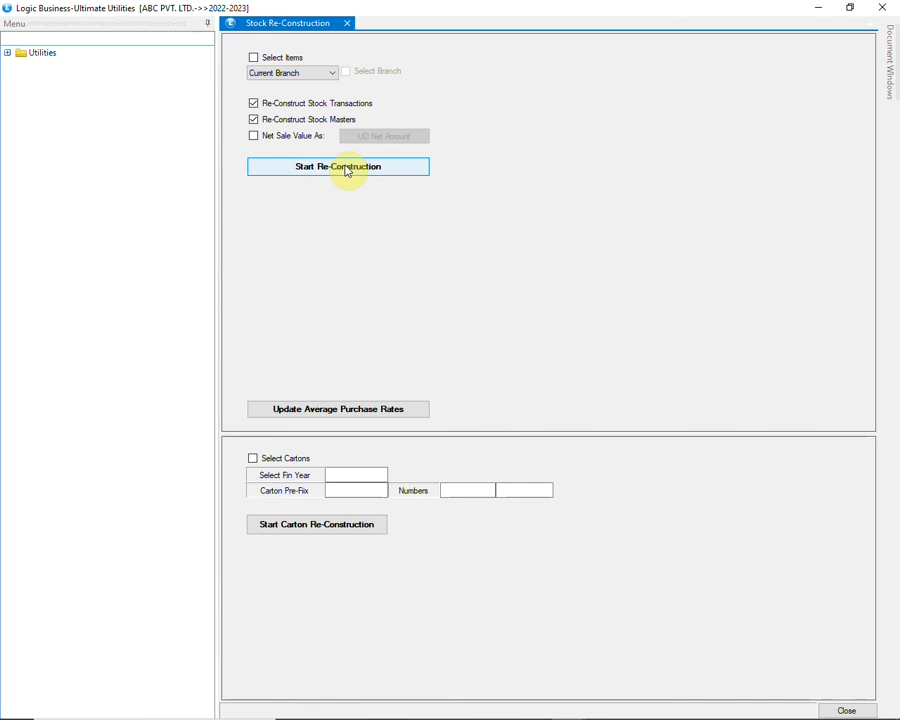 Logic Business-Ultimate Utilities [ABC PVT. LTD.->>2022-2023]
Menu
Stock Re-Construction
Document Windows
Utilities
Select Items
Current Branch
Select Branch
Re-Construct Stock Transactions
Re-Construct Stock Masters
Net Sale Value As:
UD Net Amount
Start Re-Construction
Update Average Purchase Rates
Select Cartons
Select Fin Year
Carton Pre-Fiix
Numbers
Start Carton Re-Construction
Close